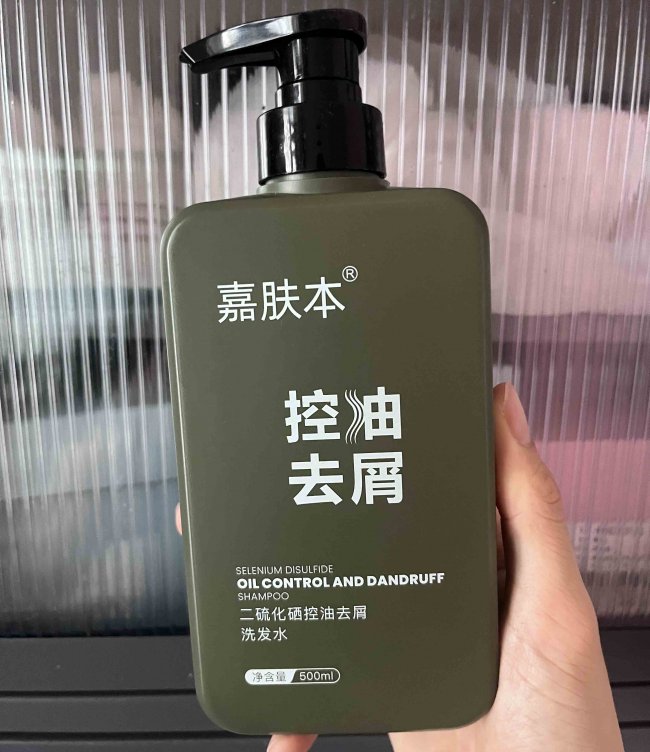 嘉肤本®
控油
去屑
SELENIUM DISULFIDE
OIL CONTROL AND DANDRUFF
SHAMPOO
二硫化硒控油去屑
洗发水
净含量 500ml